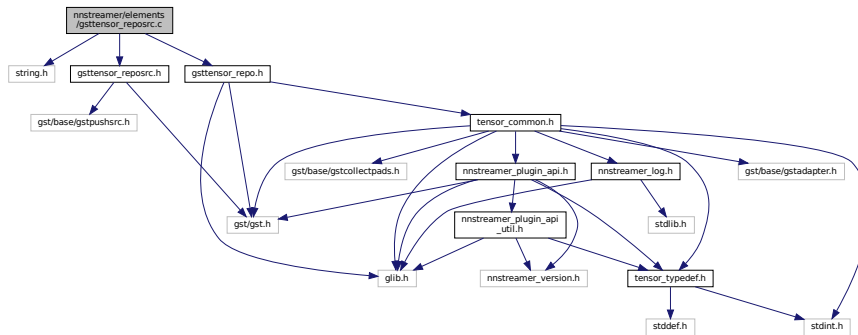 nnstreamer/elements
/gsttensor_reposrc.c
string.h
gsttensor_reposrc.h
gsttensor_repo.h
gst/base/gstpushsrc.h
tensor_common.h
gst/base/gstcollectpads.h
nnstreamer_plugin_api.h
nnstreamer_log.h
gst/base/gstadapter.h
gst/gst.h
nnstreamer_plugin_api
_util.h
stdlib.h
glib.h
nnstreamer_version.h
tensor_typedef.h
stddef.h
stdint.h